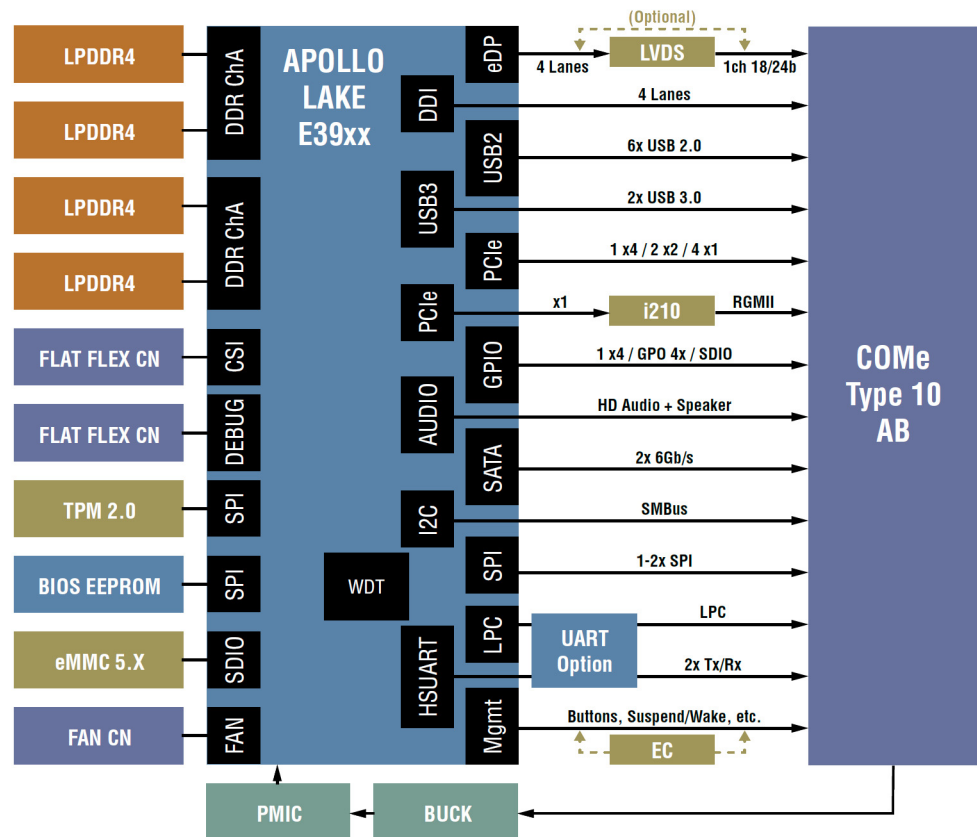 LPDDR4
LPDDR4
LPDDR4
LPDDR4
FLAT FLEX CN
FLAT FLEX CN
TPM 2.0
BIOS EEPROM
eMMC 5.X
FAN CN
DDR ChA
DDR ChA
CSI
DEBUG
SPI
SPI
SDIO
FAN
APOLLO
LAKE
E39xx
WDT
eDP
DDI
USB2
USB3
PCIe
PCIe
GPIO
AUDIO
SATA
I2C
SPI
LPC
HSUART
Mgmt
(Optional)
4 Lanes
LVDS
1ch 18/24b
4 Lanes
6x USB 2.0
2x USB 3.0
1 x4 / 2 x2 / 4 x1
x1
i210
RGMII
1 x4 / GPO 4x / SDIO
HD Audio + Speaker
2x 6Gb/s
SMBus
1-2x SPI
UART
Option
LPC
2x Tx/Rx
Buttons, Suspend/Wake, etc.
EC
COMe
Type 10
AB
PMIC
BUCK